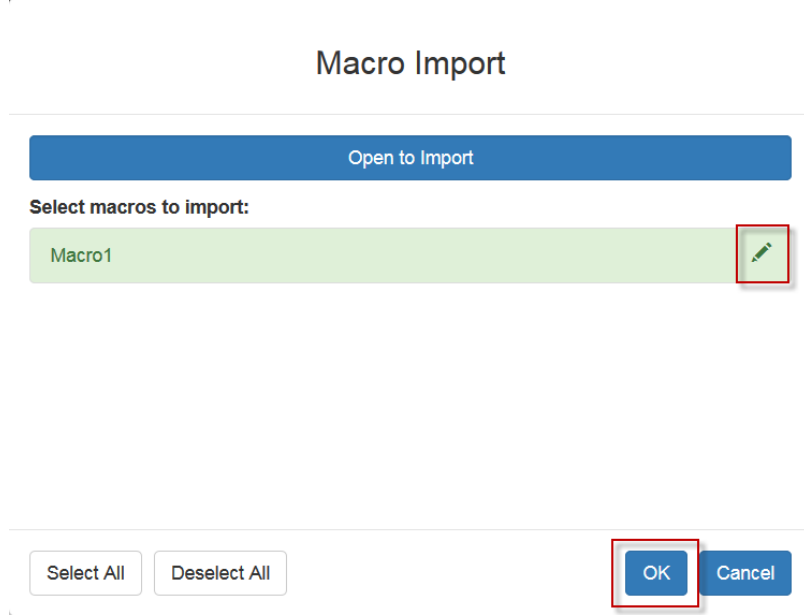 Macro Import
Open to Import
Select macros to import:
Macro1
Select All Deselect All OK Cancel